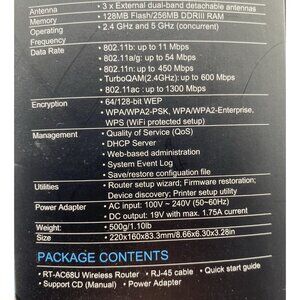 Antenna • 3 x External dual-band detachable antennas
Memory • 128MB Flash/256MB DDRIII RAM
Operating • 2.4 GHz and 5 GHz (concurrent)
Frequency
Data Rate • 802.11b: up to 11 Mbps
• 802.11a/g: up to 54 Mbps
• 802.11n: up to 450 Mbps
• TurboQAM(2.4GHz): up to 600 Mbps
• 802.11ac : up to 1300 Mbps
Encryption • 64/128-bit WEP
WPA/WPA2-PSK, WPA/WPA2-Enterprise,
WPS (WiFi protected setup)
Management • Quality of Service (QoS)
• DHCP Server
• Web-based administration
• System Event Log
• Save/restore configuation file
Utilities • Router setup wizard; Firmware restoration;
Device discovery; Printer setup utility
Power Adapter • AC input: 100V ~ 240V (50~60Hz)
• DC output: 19V with max. 1.75A current
Weight: • 500g/1.10lb
Size • 220x160x83.3mm/8.66x6.30x3.28in
PACKAGE CONTENTS
• RT-AC68U Wireless Router • RJ-45 cable • Quick start guide
• Support CD (Manual) • Power Adapter